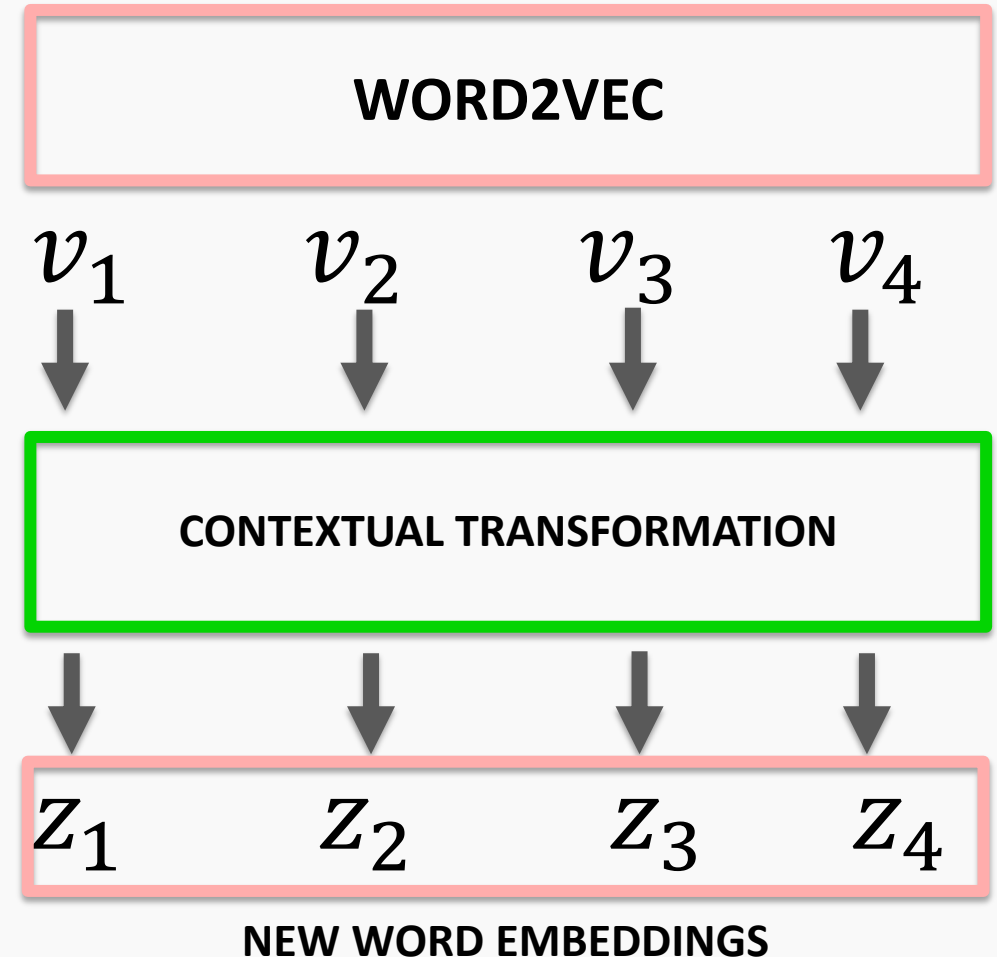 WORD2VEC
v₁ v₂ v₃ v₄
CONTEXTUAL TRANSFORMATION
z₁ z₂ z₃ z₄
NEW WORD EMBEDDINGS